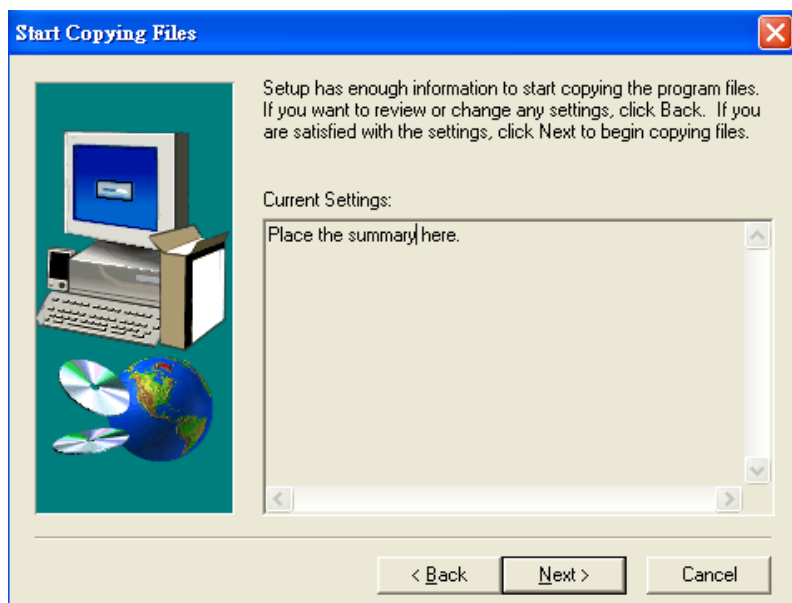 Start Copying Files
Setup has enough information to start copying the program files.
If you want to review or change any settings, click Back. If you
are satisfied with the settings, click Next to begin copying files.
Current Settings:
Place the summary here.
< Back
Next >
Cancel